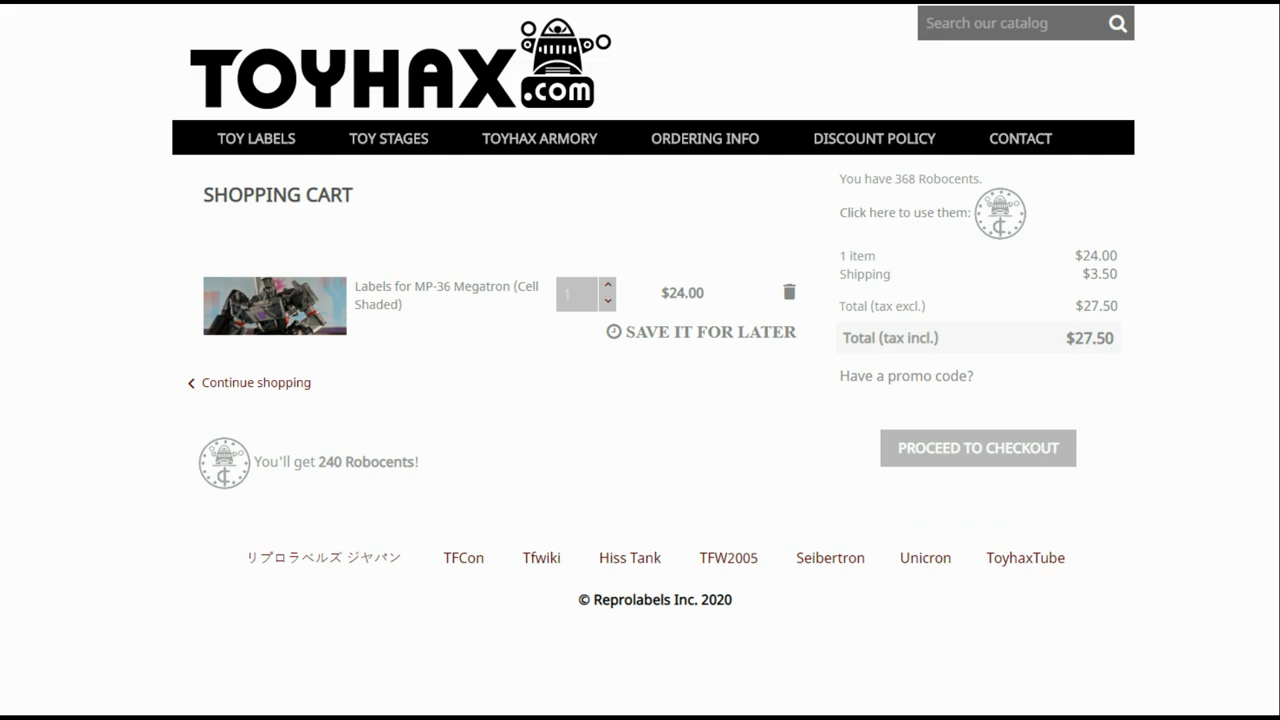 Search our catalog
TOYHAX
.com
TOY LABELS TOY STAGES TOYHAX ARMORY ORDERING INFO DISCOUNT POLICY CONTACT
SHOPPING CART
You have 368 Robocents.
Click here to use them:
Labels for MP-36 Megatron (Cell
Shaded)
1
$24.00
SAVE IT FOR LATER
1 item $24.00
Shipping $3.50
Total (tax excl.) $27.50
Total (tax incl.) $27.50
Have a promo code?
Continue shopping
PROCEED TO CHECKOUT
You'll get 240 Robocents!
リプロラベルズ ジャパン TFCon Tfwiki Hiss Tank TFW2005 Seibertron Unicron ToyhaxTube
© Reprolabels Inc. 2020